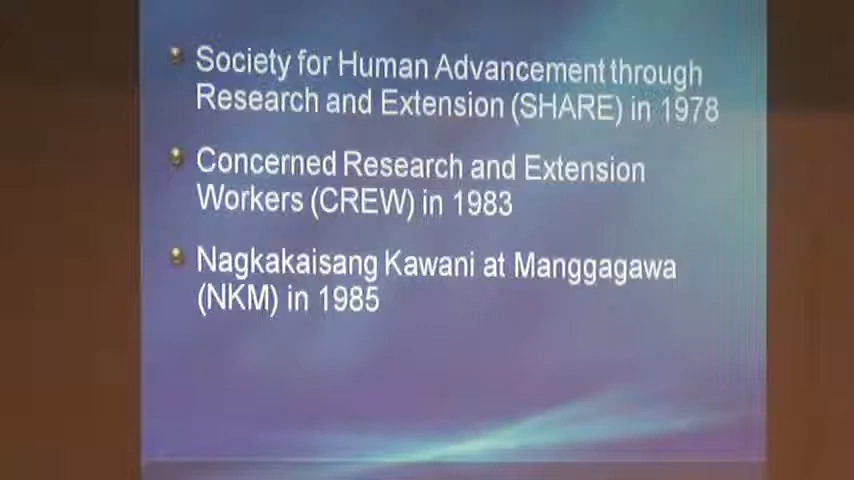 Society for Human Advancement through
Research and Extension (SHARE) in 1978
Concerned Research and Extension
Workers (CREW) in 1983
Nagkakaisang Kawani at Manggagawa
(NKM) in 1985